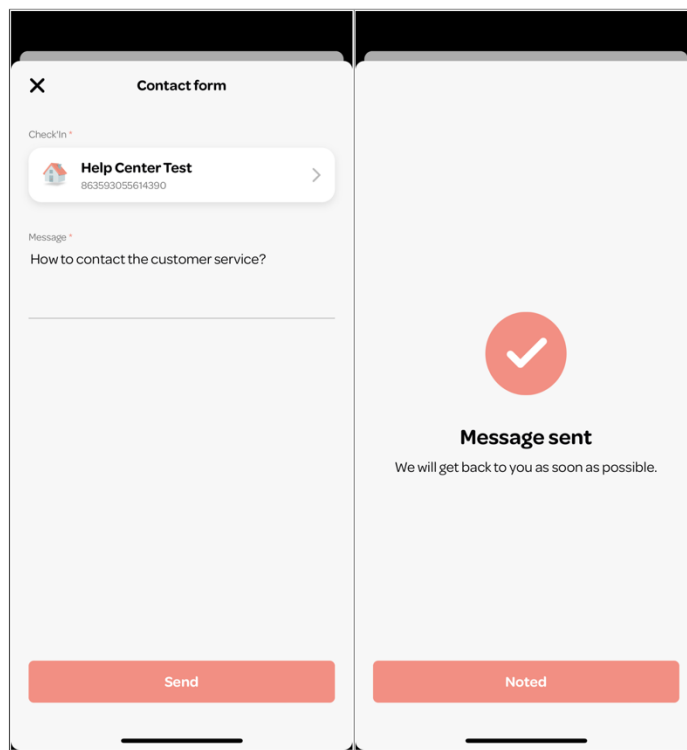 Contact form
Check'In *
Help Center Test
863593055614390
Message *
How to contact the customer service?
Send
Message sent
We will get back to you as soon as possible.
Noted